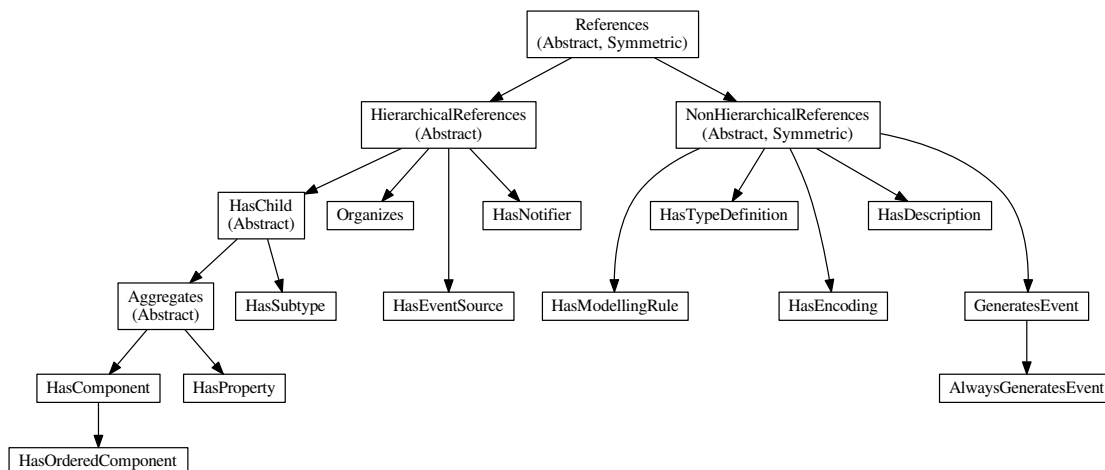 References
(Abstract, Symmetric)
HierarchicalReferences
(Abstract)
NonHierarchicalReferences
(Abstract, Symmetric)
HasChild
(Abstract)
Organizes
HasNotifier
HasTypeDefinition
HasDescription
Aggregates
(Abstract)
HasSubtype
HasEventSource
HasModellingRule
HasEncoding
GeneratesEvent
HasComponent
HasProperty
AlwaysGeneratesEvent
HasOrderedComponent